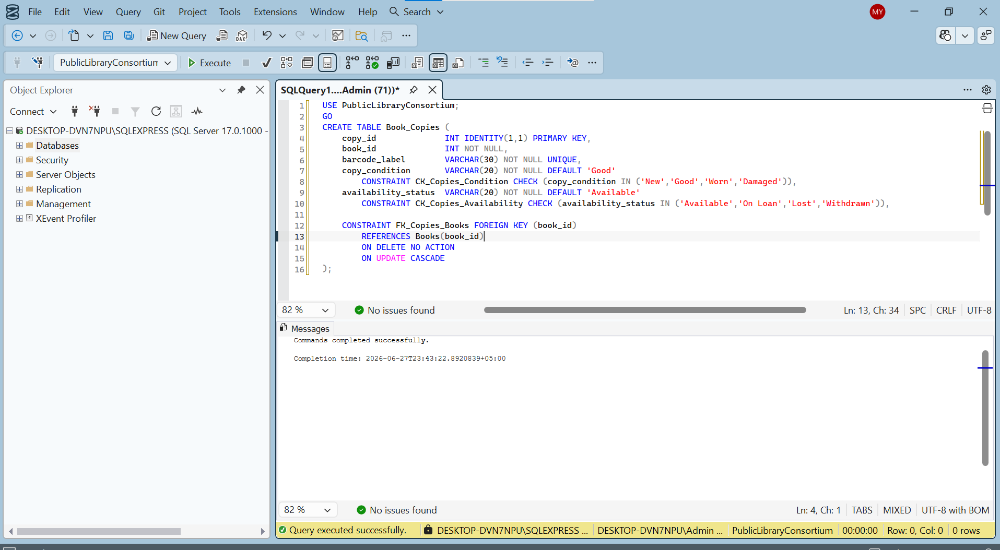 File Edit View Query Git Project Tools Extensions Window Help Search MY
New Query DAX
PublicLibraryConsortium Execute
Object Explorer
Connect
DESKTOP-DVN7NPU\SQLEXPRESS (SQL Server 17.0.1000 -
Databases
Security
Server Objects
Replication
Management
XEvent Profiler
SQLQuery1....Admin (71))*
1 USE PublicLibraryConsortium;
2 GO
3 CREATE TABLE Book_Copies (
4 copy_id INT IDENTITY(1,1) PRIMARY KEY,
5 book_id INT NOT NULL,
6 barcode_label VARCHAR(30) NOT NULL UNIQUE,
7 copy_condition VARCHAR(20) NOT NULL DEFAULT 'Good'
8 CONSTRAINT CK_Copies_Condition CHECK (copy_condition IN ('New','Good','Worn','Damaged')),
9 availability_status VARCHAR(20) NOT NULL DEFAULT 'Available'
10 CONSTRAINT CK_Copies_Availability CHECK (availability_status IN ('Available','On Loan','Lost','Withdrawn')),
11
12 CONSTRAINT FK_Copies_Books FOREIGN KEY (book_id)
13 REFERENCES Books(book_id)
14 ON DELETE NO ACTION
15 ON UPDATE CASCADE
16 );
82 % No issues found Ln: 13, Ch: 34 SPC CRLF UTF-8
Messages
Commands completed successfully.
Completion time: 2026-06-27T23:43:22.8920839+05:00
82 % No issues found Ln: 4, Ch: 1 TABS MIXED UTF-8 with BOM
Query executed successfully. DESKTOP-DVN7NPU\SQLEXPRESS ... DESKTOP-DVN7NPU\Admin ... PublicLibraryConsortium 00:00:00 Row: 0, Col: 0 0 rows